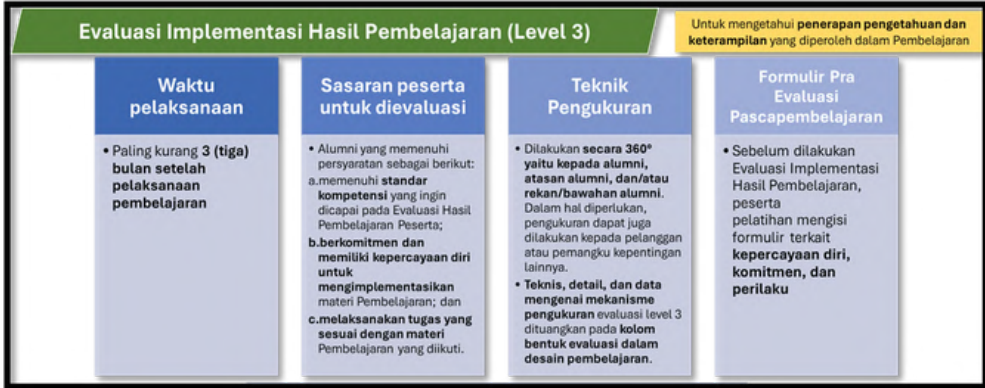 Evaluasi Implementasi Hasil Pembelajaran (Level 3)
Untuk mengetahui penerapan pengetahuan dan
keterampilan yang diperoleh dalam Pembelajaran
Waktu
pelaksanaan
• Paling kurang 3 (tiga)
bulan setelah
pelaksanaan
pembelajaran
Sasaran peserta
untuk dievaluasi
• Alumni yang memenuhi
persyaratan sebagai berikut:
a.memenuhi standar
kompetensi yang ingin
dicapai pada Evaluasi Hasil
Pembelajaran Peserta;
b.berkomitmen dan
memiliki kepercayaan diri
untuk
mengimplementasikan
materi Pembelajaran; dan
c.melaksanakan tugas yang
sesuai dengan materi
Pembelajaran yang diikuti.
Teknik
Pengukuran
• Dilakukan secara 360°
yaitu kepada alumni,
atasan alumni, dan/atau
rekan/bawahan alumni.
Dalam hal diperlukan,
pengukuran dapat juga
dilakukan kepada pelanggan
atau pemangku kepentingan
lainnya.
• Teknis, detail, dan data
mengenai mekanisme
pengukuran evaluasi level 3
dituangkan pada kolom
bentuk evaluasi dalam
desain pembelajaran.
Formulir Pra
Evaluasi
Pascapembelajaran
• Sebelum dilakukan
Evaluasi Implementasi
Hasil Pembelajaran,
peserta
pelatihan mengisi
formulir terkait
kepercayaan diri,
komitmen, dan
perilaku